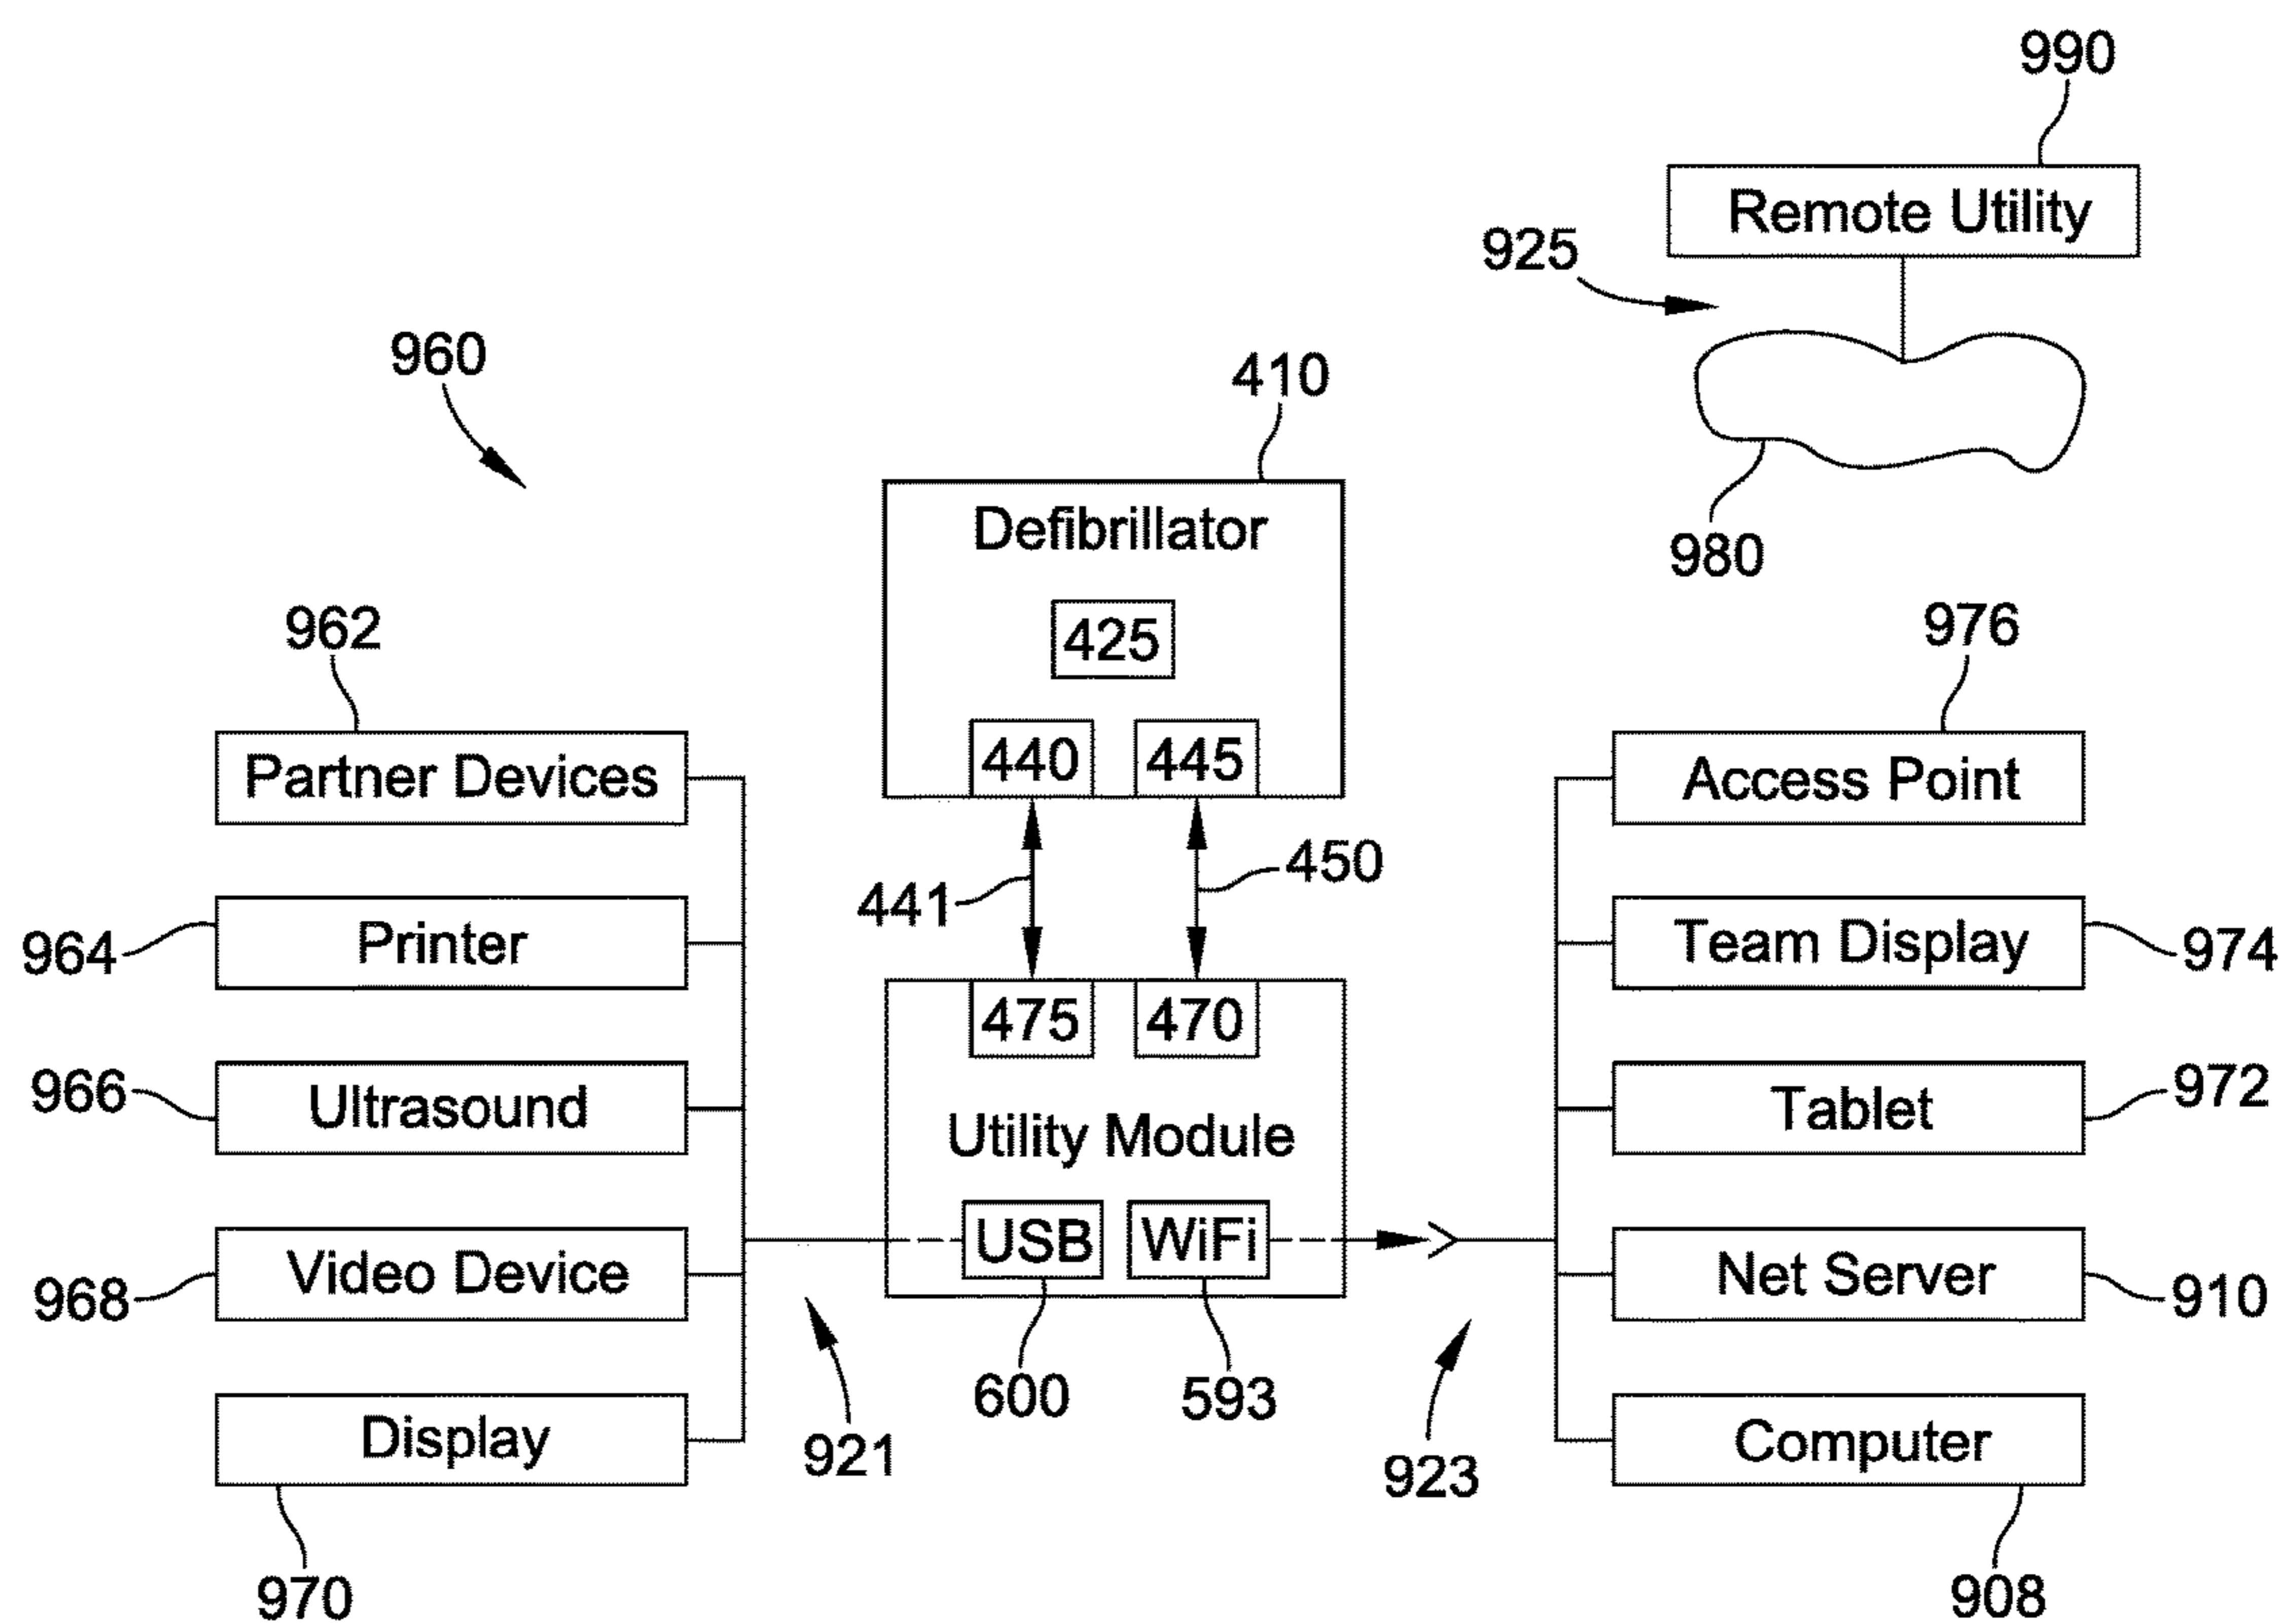 990
Remote Utility
925
960
410
980
Defibrillator
425
962
976
Partner Devices
440
445
Access Point
441
450
964
Printer
Team Display
974
475
470
966
Ultrasound
Utility Module
Tablet
972
968
Video Device
USB
WiFi
Net Server
910
600
593
921
923
Display
Computer
970
908